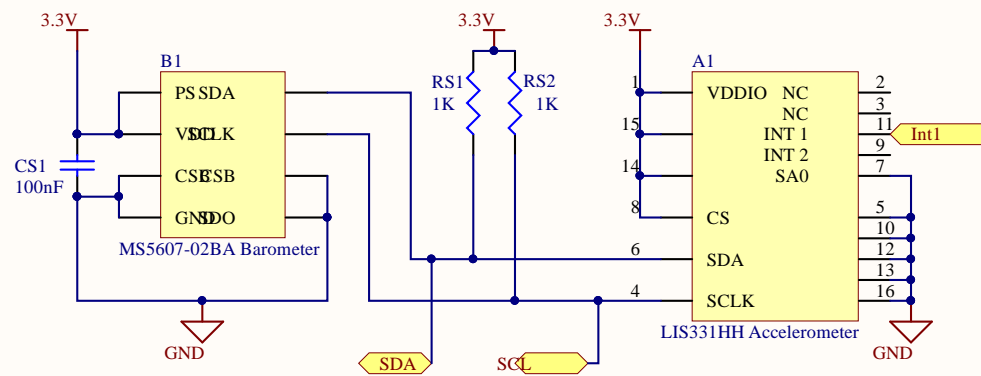 3.3V
3.3V
3.3V
B1
A1
PS SDA
RS1
1K
RS2
1K
1 VDDIO NC 2
NC 3
15 INT 1 11 Int1
INT 2 9
14 SA0 7
CS1
100nF
CSB CSB
8 CS 5
GND SDO
10
MS5607-02BA Barometer
6 SDA 12
13
4 SCLK 16
LIS331HH Accelerometer
GND
GND
SDA
SCL